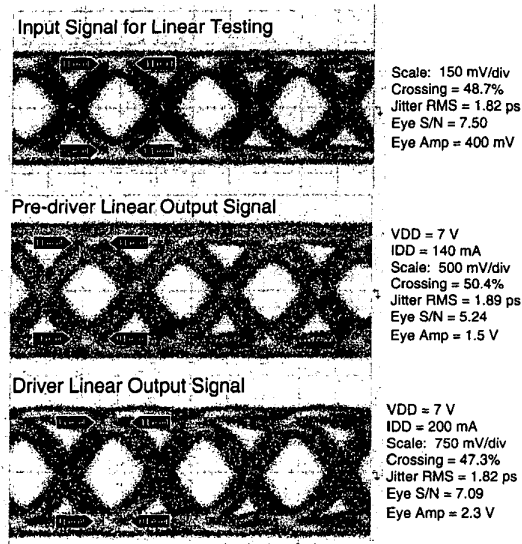 Input Signal for Linear Testing
Scale: 150 mV/div
Crossing = 48.7%
Jitter RMS = 1.82 ps
Eye S/N = 7.50
Eye Amp = 400 mV
Pre-driver Linear Output Signal
VDD = 7 V
IDD = 140 mA
Scale: 500 mV/div
Crossing = 50.4%
Jitter RMS = 1.89 ps
Eye S/N = 5.24
Eye Amp = 1.5 V
Driver Linear Output Signal
VDD = 7 V
IDD = 200 mA
Scale: 750 mV/div
Crossing = 47.3%
Jitter RMS = 1.82 ps
Eye S/N = 7.09
Eye Amp = 2.3 V